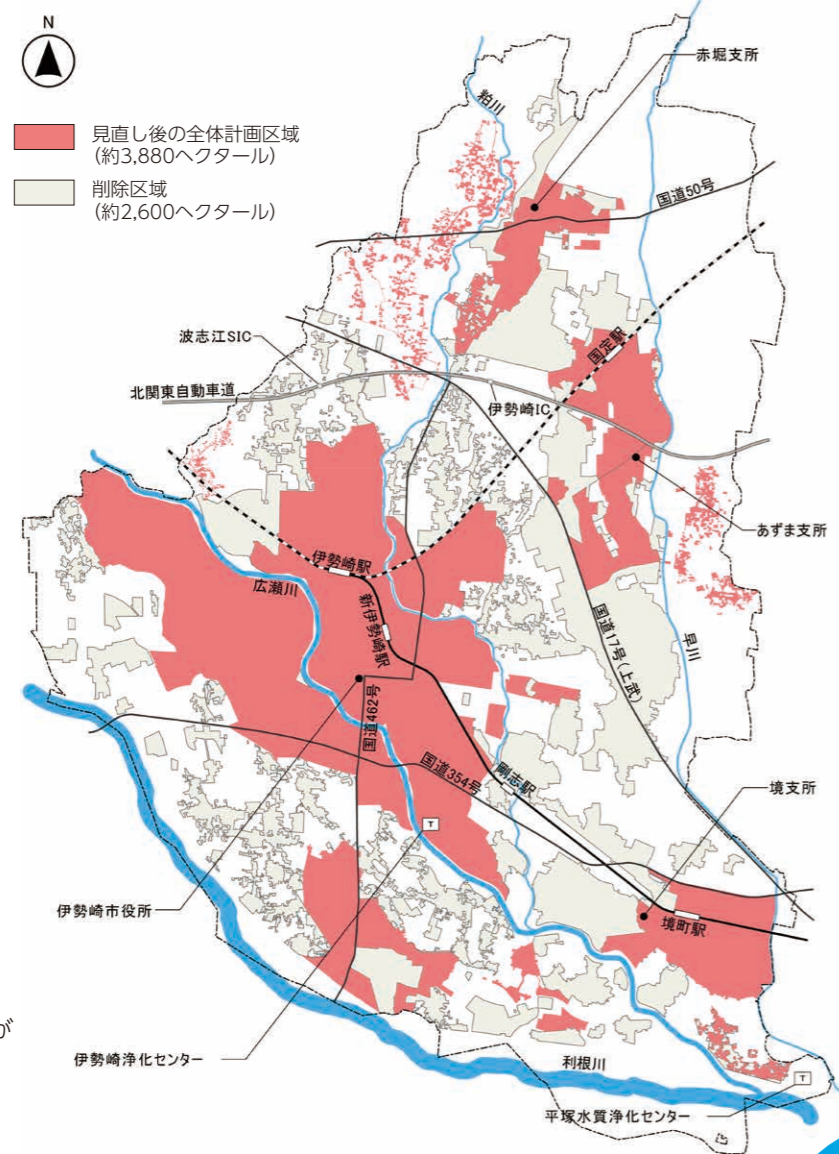 N
赤堀支所
粕川
見直し後の全体計画区域
(約3,880ヘクタール)
削除区域
(約2,600ヘクタール)
国道50号
波志江SIC
国定駅
北関東自動車道
伊勢崎IC
あずま支所
伊勢崎駅
広瀬川
新伊勢崎駅
国道17号(上武)
早川
国道462号
国道354号
剛志駅
境支所
T
伊勢崎市役所
境町駅
が
伊勢崎浄化センター
利根川
T
平塚水質浄化センター